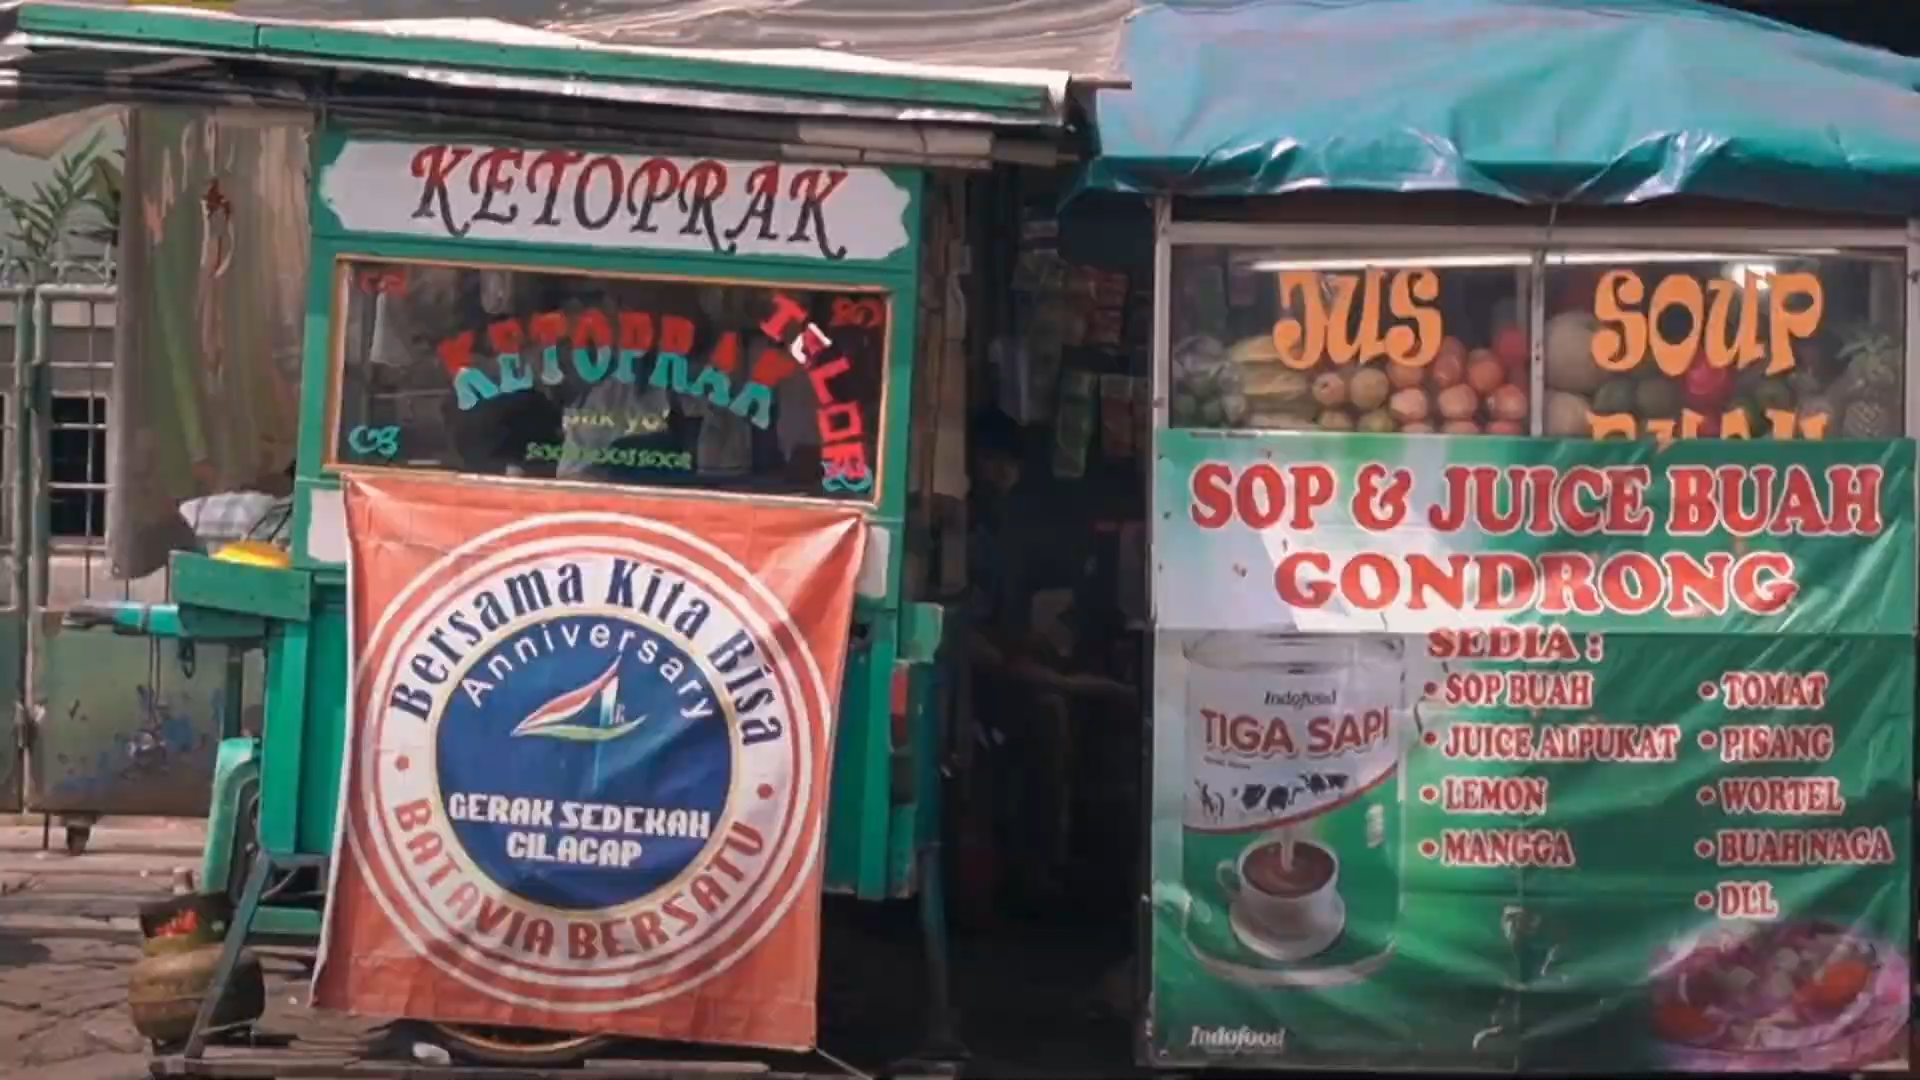 KETOPRAK
KETOPRAK
TELOR
JUS
SOUP
BUAH
SOP & JUICE BUAH
GONDRONG
SEDIA :
• SOP BUAH
• JUICE ALPUKAT
• LEMON
• MANGGA
• TOMAT
• PISANG
• WORTEL
• BUAH NAGA
• DLL
Indofood
TIGA SAPI
Indofood
Bersama Kita Bisa
Anniversary
GERAK SEDEKAH
CILACAP
• BATAVIA BERSATU •